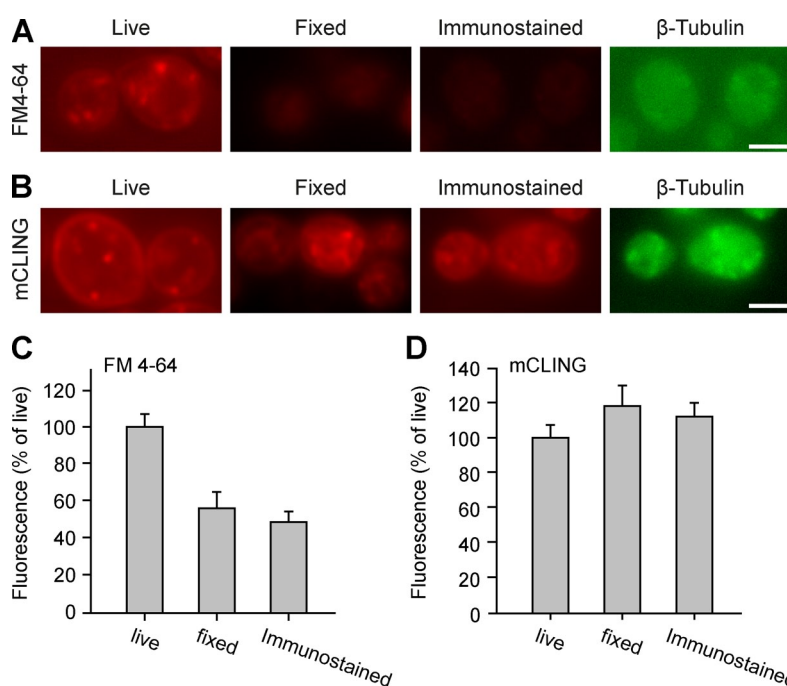 A
Live Fixed Immunostained β-Tubulin
FM4-64
B
Live Fixed Immunostained β-Tubulin
mCLING
C
FM 4-64
Fluorescence (% of live)
120
100
80
60
40
20
0
live fixed Immunostained
D
mCLING
Fluorescence (% of live)
140
120
100
80
60
40
20
0
live fixed Immunostained